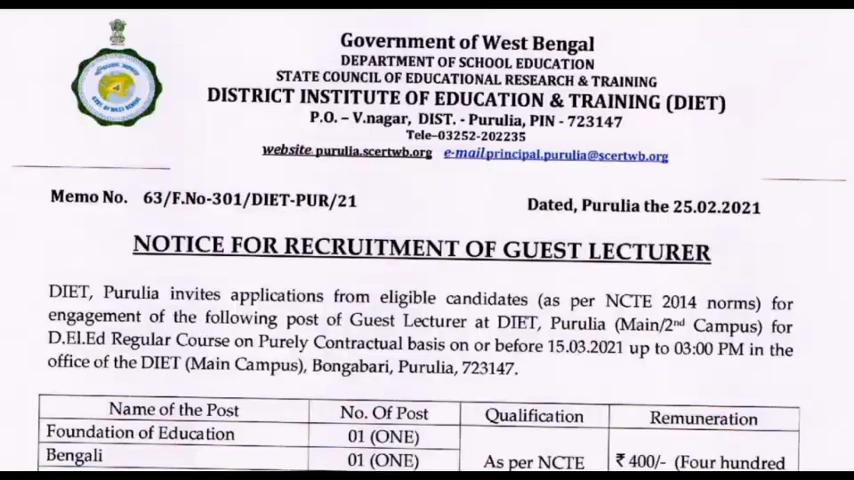 Government of West Bengal
DEPARTMENT OF SCHOOL EDUCATION
STATE COUNCIL OF EDUCATIONAL RESEARCH & TRAINING
DISTRICT INSTITUTE OF EDUCATION & TRAINING (DIET)
P.O. – V.nagar, DIST. - Purulia, PIN - 723147
Tele-03252-202235
website purulia.scertwb.org e-mail principal.purulia@scertwb.org
Memo No. 63/F.No-301/DIET-PUR/21 Dated, Purulia the 25.02.2021
NOTICE FOR RECRUITMENT OF GUEST LECTURER
DIET, Purulia invites applications from eligible candidates (as per NCTE 2014 norms) for
engagement of the following post of Guest Lecturer at DIET, Purulia (Main/2nd Campus) for
D.El.Ed Regular Course on Purely Contractual basis on or before 15.03.2021 up to 03:00 PM in the
office of the DIET (Main Campus), Bongabari, Purulia, 723147.
Name of the Post No. Of Post Qualification Remuneration
Foundation of Education 01 (ONE)
Bengali 01 (ONE) As per NCTE ₹ 400/- (Four hundred